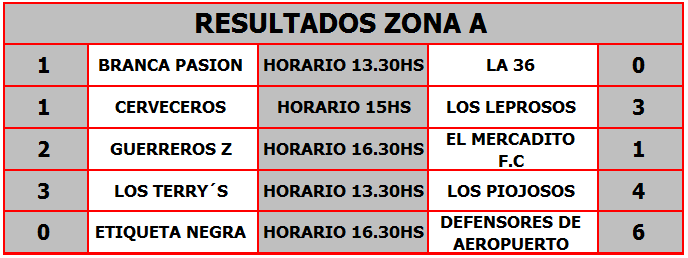 RESULTADOS ZONA A
1 BRANCA PASION HORARIO 13.30HS LA 36 0
1 CERVECEROS HORARIO 15HS LOS LEPROSOS 3
2 GUERREROS Z HORARIO 16.30HS EL MERCADITO F.C 1
3 LOS TERRY´S HORARIO 13.30HS LOS PIOJOSOS 4
0 ETIQUETA NEGRA HORARIO 16.30HS DEFENSORES DE AEROPUERTO 6